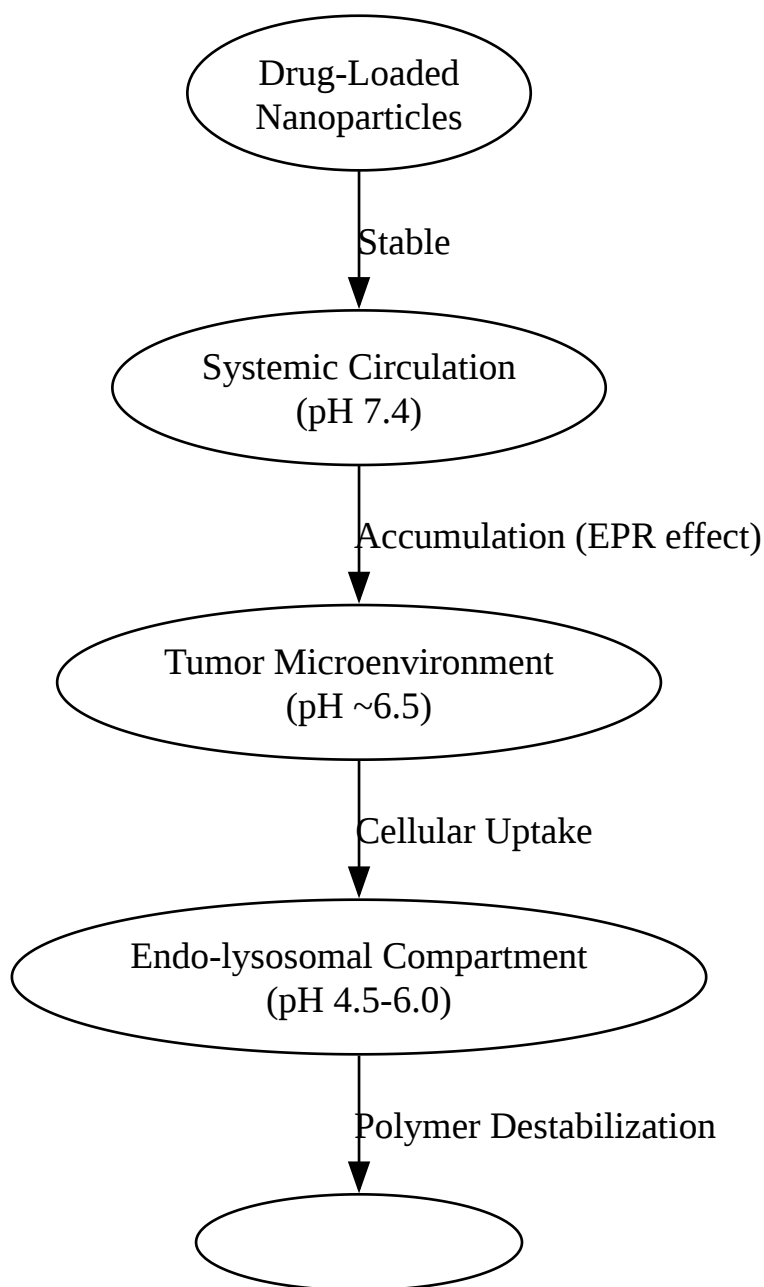 Drug-Loaded
Nanoparticles
Stable
Systemic Circulation
(pH 7.4)
Accumulation (EPR effect)
Tumor Microenvironment
(pH ~6.5)
Cellular Uptake
Endo-lysosomal Compartment
(pH 4.5-6.0)
Polymer Destabilization